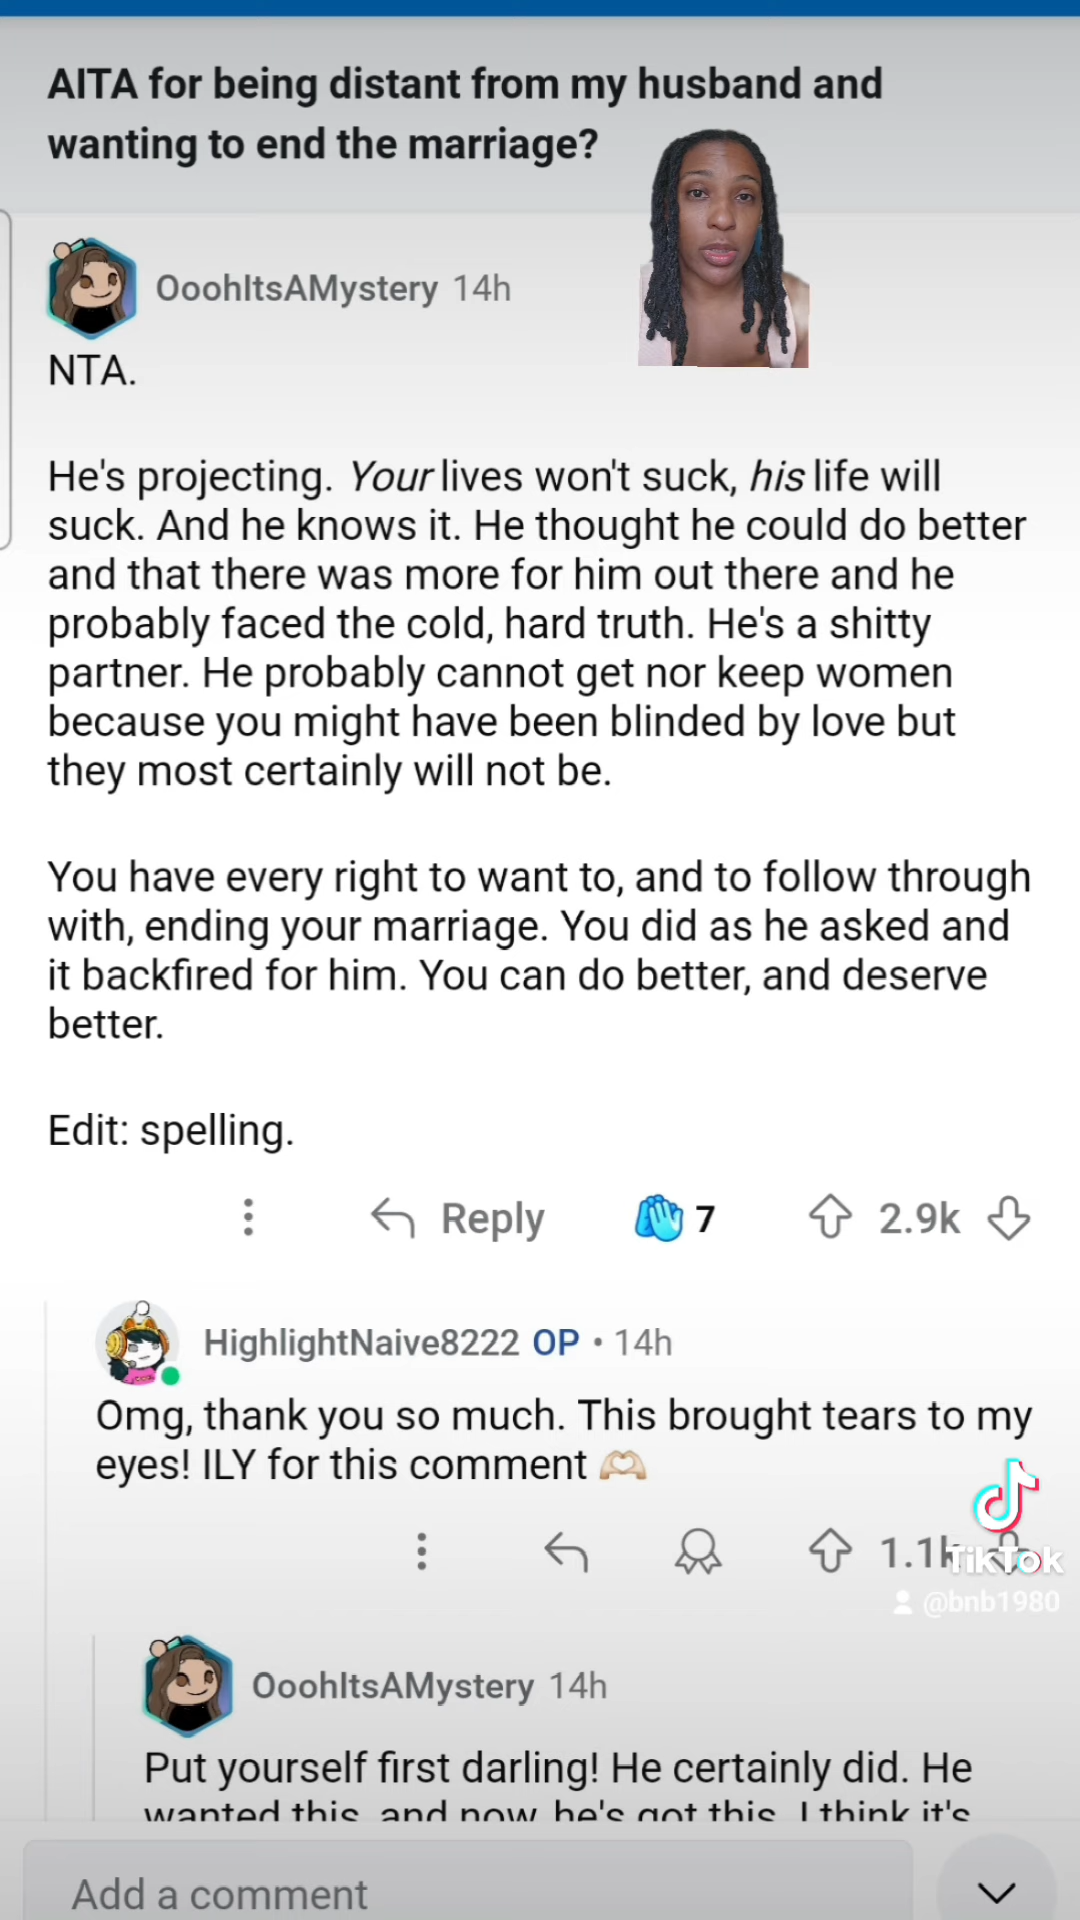 AITA for being distant from my husband and
wanting to end the marriage?
OoohItsAMystery 14h
NTA.
He's projecting. Your lives won't suck, his life will
suck. And he knows it. He thought he could do better
and that there was more for him out there and he
probably faced the cold, hard truth. He's a shitty
partner. He probably cannot get nor keep women
because you might have been blinded by love but
they most certainly will not be.
You have every right to want to, and to follow through
with, ending your marriage. You did as he asked and
it backfired for him. You can do better, and deserve
better.
Edit: spelling.
Reply 7 2.9k
HighlightNaive8222 OP • 14h
Omg, thank you so much. This brought tears to my
eyes! ILY for this comment 🫶🏼
1.1k
TikTok
@bnb1980
OoohItsAMystery 14h
Put yourself first darling! He certainly did. He
wanted this, and now, he's got this. I think it's
Add a comment